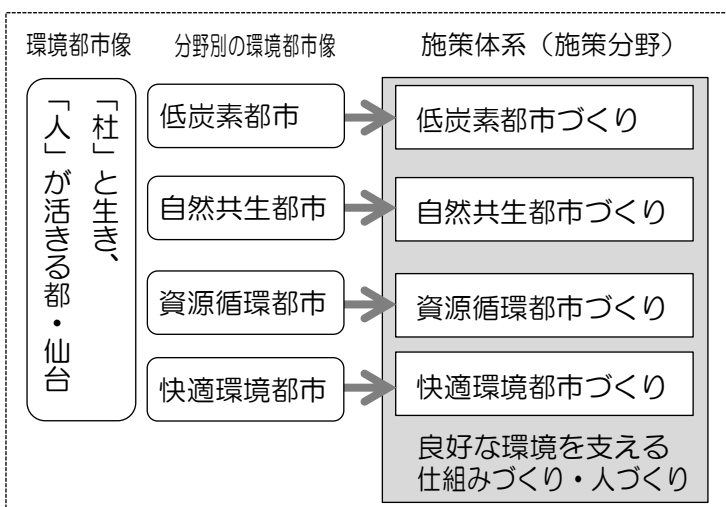 環境都市像
分野別の環境都市像
施策体系（施策分野）
「杜」と生き、
「人」が活きる都・仙台
低炭素都市
低炭素都市づくり
自然共生都市
自然共生都市づくり
資源循環都市
資源循環都市づくり
快適環境都市
快適環境都市づくり
良好な環境を支える
仕組みづくり・人づくり